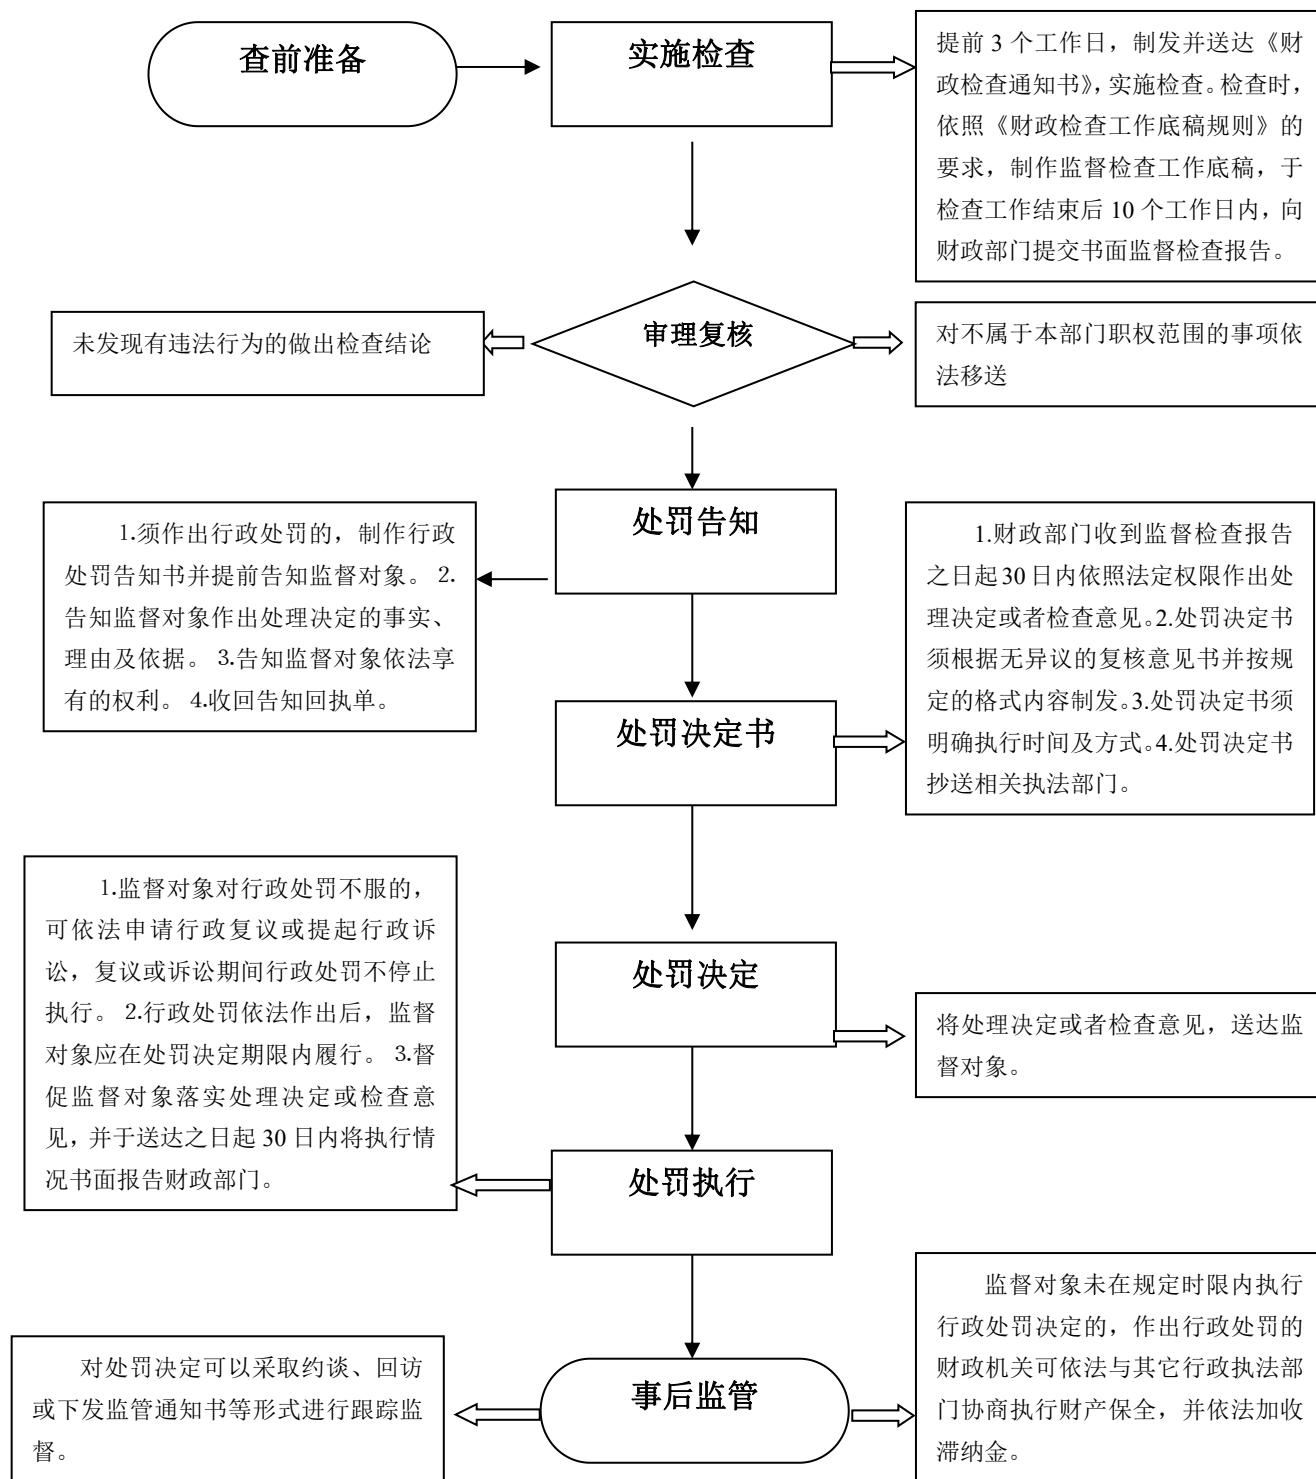 查前准备
实施检查
提前 3 个工作日，制发并送达《财
政检查通知书》，实施检查。检查时，
依照《财政检查工作底稿规则》的
要求，制作监督检查工作底稿，于
检查工作结束后 10 个工作日内，向
财政部门提交书面监督检查报告。
未发现有违法行为的做出检查结论
审理复核
对不属于本部门职权范围的事项依
法移送
处罚告知
1.须作出行政处罚的，制作行政
处罚告知书并提前告知监督对象。 2.
告知监督对象作出处理决定的事实、
理由及依据。 3.告知监督对象依法享
有的权利。 4.收回告知回执单。
1.财政部门收到监督检查报告
之日起 30 日内依照法定权限作出处
理决定或者检查意见。2.处罚决定书
须根据无异议的复核意见书并按规
定的格式内容制发。3.处罚决定书须
明确执行时间及方式。4.处罚决定书
抄送相关执法部门。
处罚决定书
1.监督对象对行政处罚不服的，
可依法申请行政复议或提起行政诉
讼，复议或诉讼期间行政处罚不停止
执行。 2.行政处罚依法作出后，监督
对象应在处罚决定期限内履行。 3.督
促监督对象落实处理决定或检查意
见，并于送达之日起 30 日内将执行情
况书面报告财政部门。
处罚决定
将处理决定或者检查意见，送达监
督对象。
处罚执行
对处罚决定可以采取约谈、回访
或下发监管通知书等形式进行跟踪监
督。
事后监管
监督对象未在规定时限内执行
行政处罚决定的，作出行政处罚的
财政机关可依法与其它行政执法部
门协商执行财产保全，并依法加收
滞纳金。